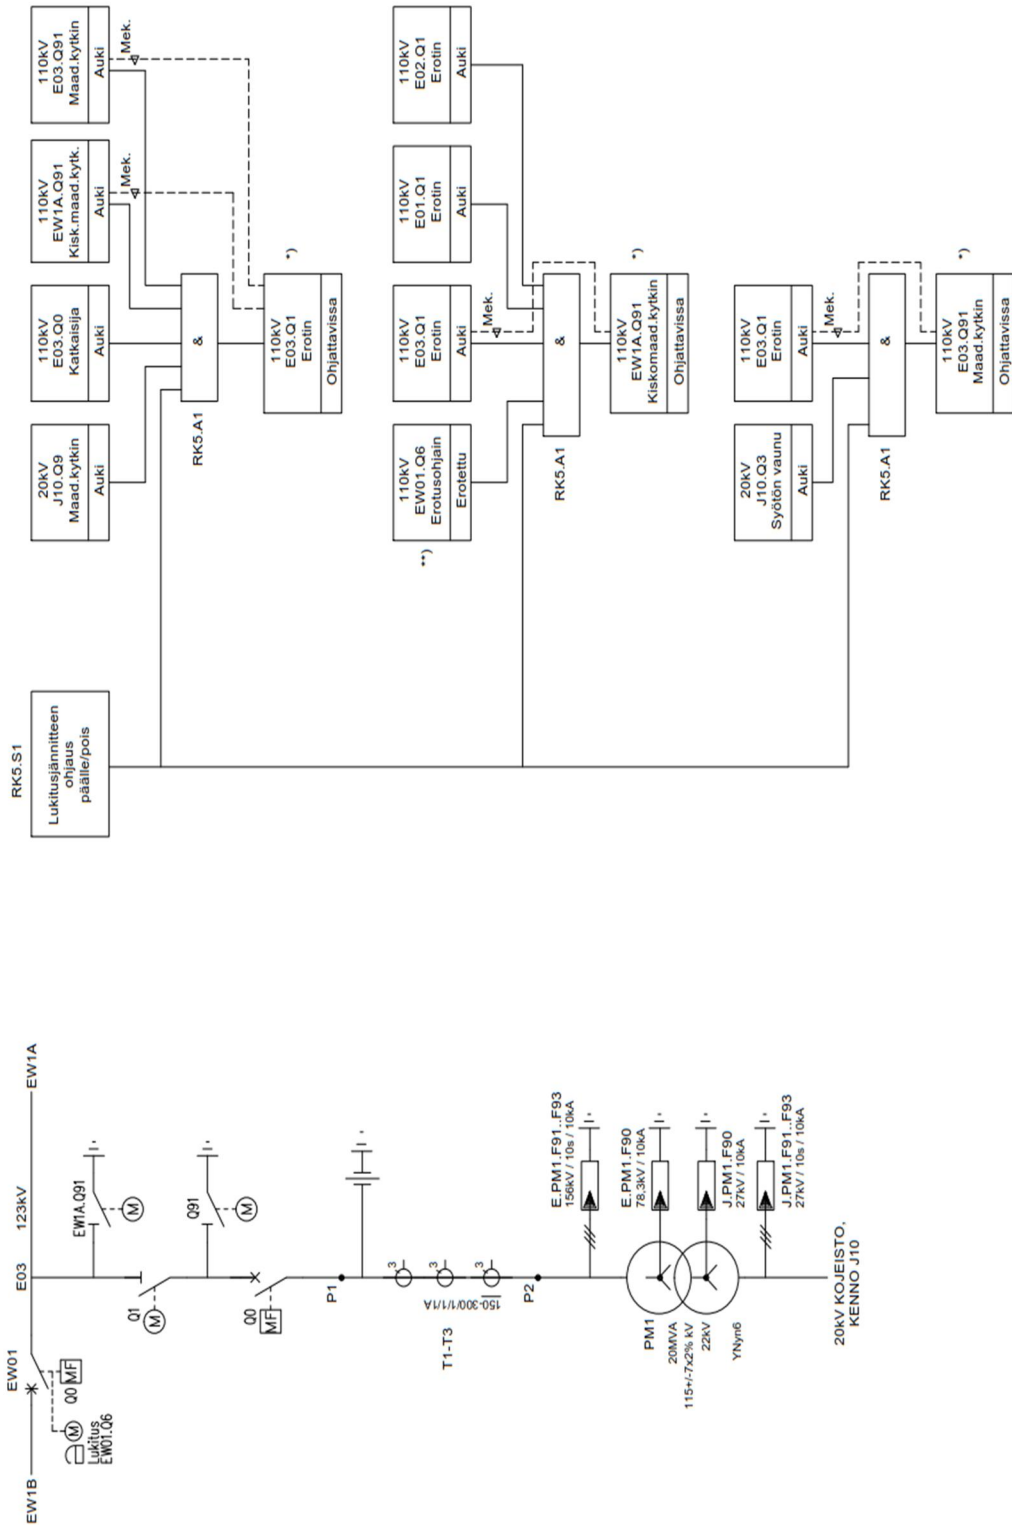 RK5.S1
Lukitusjännitteen
ohjaus
päälle/pois
20kV
J10.Q9
Maad.kytkin
Auki
110kV
E03.Q0
Katkaisija
Auki
110kV
EW1A.Q91
Kisk.maad.kytk.
Auki
110kV
E03.Q91
Maad.kytkin
Auki
Mek.
Mek.
&
RK5.A1
110kV
E03.Q1
Erotin
Ohjattavissa
*)
110kV
EW01.Q6
Erotusohjain
Erotettu
**)
110kV
E03.Q1
Erotin
Auki
110kV
E01.Q1
Erotin
Auki
110kV
E02.Q1
Erotin
Auki
Mek.
&
RK5.A1
110kV
EW1A.Q91
Kiskomaad.kytkin
Ohjattavissa
*)
20kV
J10.Q3
Syötön vaunu
Auki
110kV
E03.Q1
Erotin
Auki
Mek.
&
RK5.A1
110kV
E03.Q91
Maad.kytkin
Ohjattavissa
*)
EW1B
EW01
E03
123kV
EW1A
Q0 MF
M
Lukitus
EW01.Q6
EW1A.Q91
M
Q1
M
Q91
M
Q0
MF
P1
3
3
3
150-300/1/1/1A
T1-T3
P2
E.PM1.F91..F93
156kV / 10s / 10kA
E.PM1.F90
78,3kV / 10kA
J.PM1.F90
27kV / 10kA
J.PM1.F91..F93
27kV / 10s / 10kA
PM1
20MVA
115+/-7x2% kV
22kV
YNyn6
20KV KOJEISTO,
KENNO J10